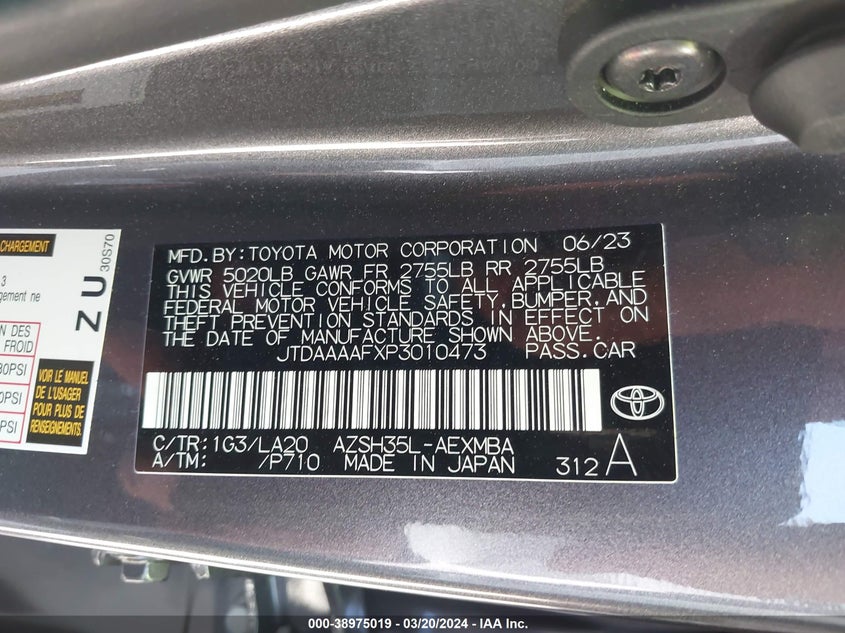 CHARGEMENT
3
gement ne
N DES
FROID
30PSI
0PSI
PSI
VOIR LE MANUEL
DE L'USAGER
POUR PLUS DE
RENSEIGNEMENTS.
ZU
30S70
MFD.BY:TOYOTA MOTOR CORPORATION 06/23
GVWR 5020LB GAWR FR 2755LB RR 2755LB
THIS VEHICLE CONFORMS TO ALL APPLICABLE
FEDERAL MOTOR VEHICLE SAFETY,BUMPER,AND
THEFT PREVENTION STANDARDS IN EFFECT ON
THE DATE OF MANUFACTURE SHOWN ABOVE.
JTDAAAAFXP3010473 PASS.CAR
C/TR:1G3/LA20 AZSH35L-AEXMBA
A/TM: /P710 MADE IN JAPAN 312A
000-38975019 - 03/20/2024 - IAA Inc.